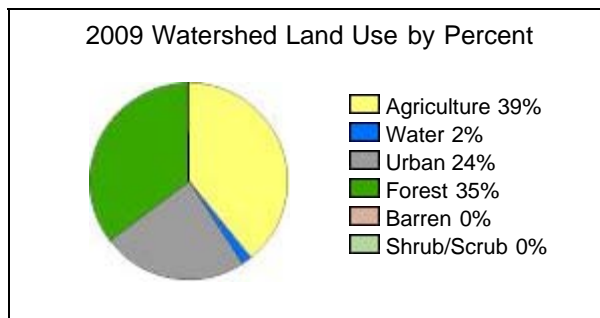 2009 Watershed Land Use by Percent
Agriculture 39%
Water 2%
Urban 24%
Forest 35%
Barren 0%
Shrub/Scrub 0%